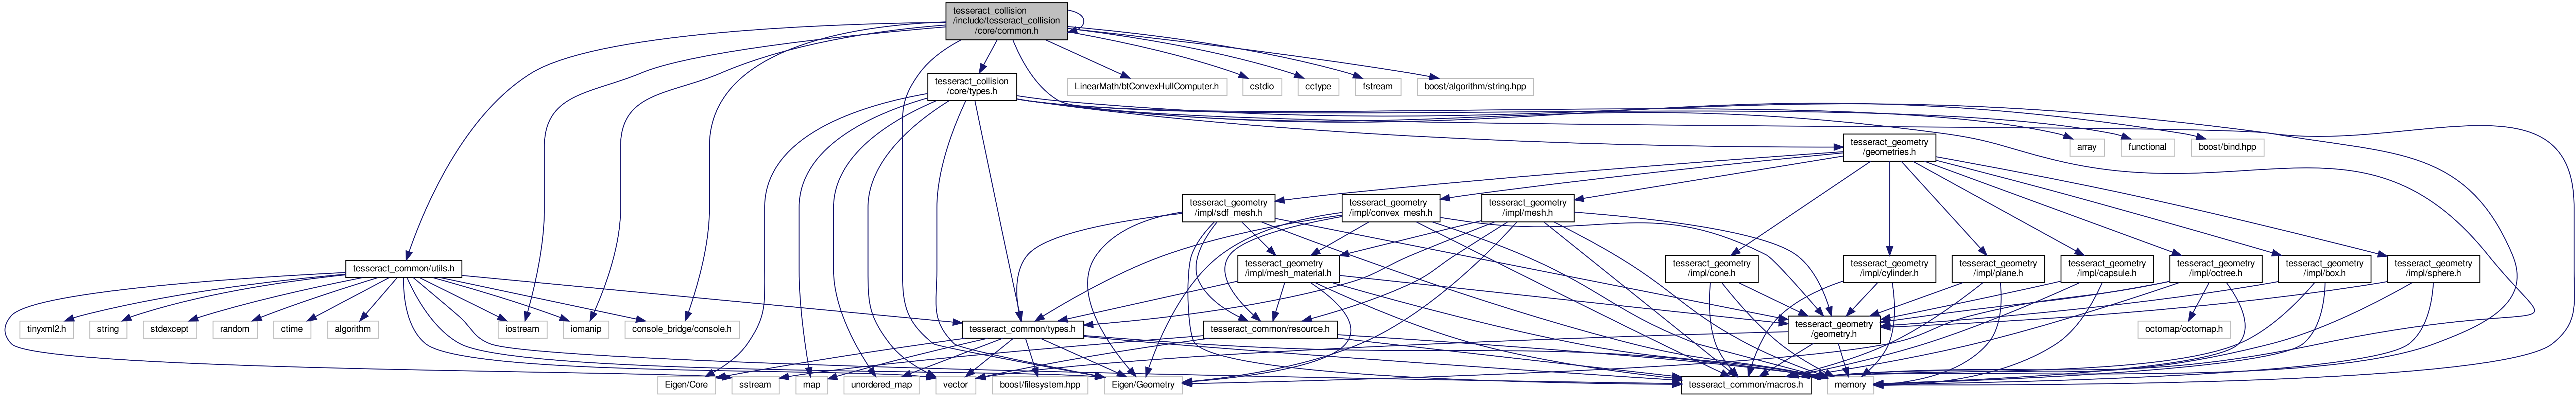 tesseract_collision
/include/tesseract_collision
/core/common.h
tesseract_collision
/core/types.h
LinearMath/btConvexHullComputer.h
cstdio
cctype
fstream
boost/algorithm/string.hpp
tesseract_geometry
/geometries.h
array
functional
boost/bind.hpp
tesseract_geometry
/impl/sdf_mesh.h
tesseract_geometry
/impl/convex_mesh.h
tesseract_geometry
/impl/mesh.h
tesseract_common/utils.h
tesseract_geometry
/impl/mesh_material.h
tesseract_geometry
/impl/cone.h
tesseract_geometry
/impl/cylinder.h
tesseract_geometry
/impl/plane.h
tesseract_geometry
/impl/capsule.h
tesseract_geometry
/impl/octree.h
tesseract_geometry
/impl/box.h
tesseract_geometry
/impl/sphere.h
tinyxml2.h
string
stdexcept
random
ctime
algorithm
iostream
iomanip
console_bridge/console.h
tesseract_common/types.h
tesseract_common/resource.h
tesseract_geometry
/geometry.h
octomap/octomap.h
Eigen/Core
sstream
map
unordered_map
vector
boost/filesystem.hpp
Eigen/Geometry
tesseract_common/macros.h
memory